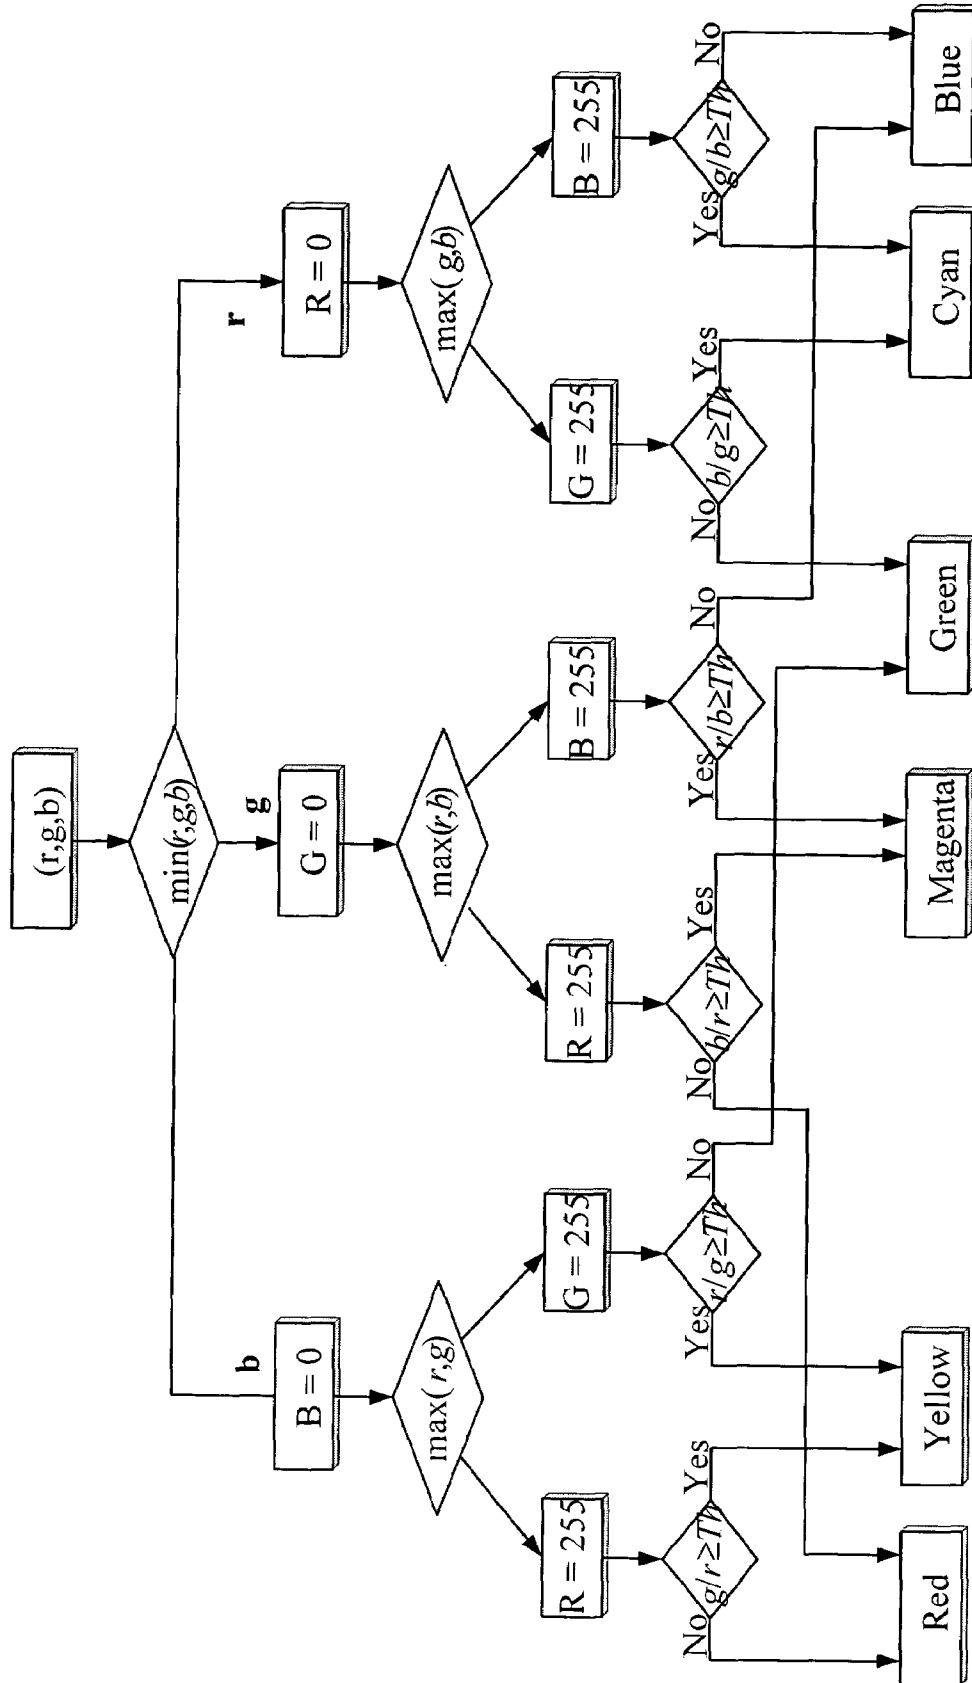 (r,g,b)
min(r,g,b)
b
g
r
B = 0
G = 0
R = 0
max(r,g)
max(r,b)
max(g,b)
R = 255
G = 255
R = 255
B = 255
G = 255
B = 255
g/r≥Th
r/g≥Th
b/r≥Th
r/b≥Th
b/g≥Th
g/b≥Th
No
Yes
Yes
No
No
Yes
Yes
No
No
Yes
Yes
No
Red
Yellow
Magenta
Green
Cyan
Blue